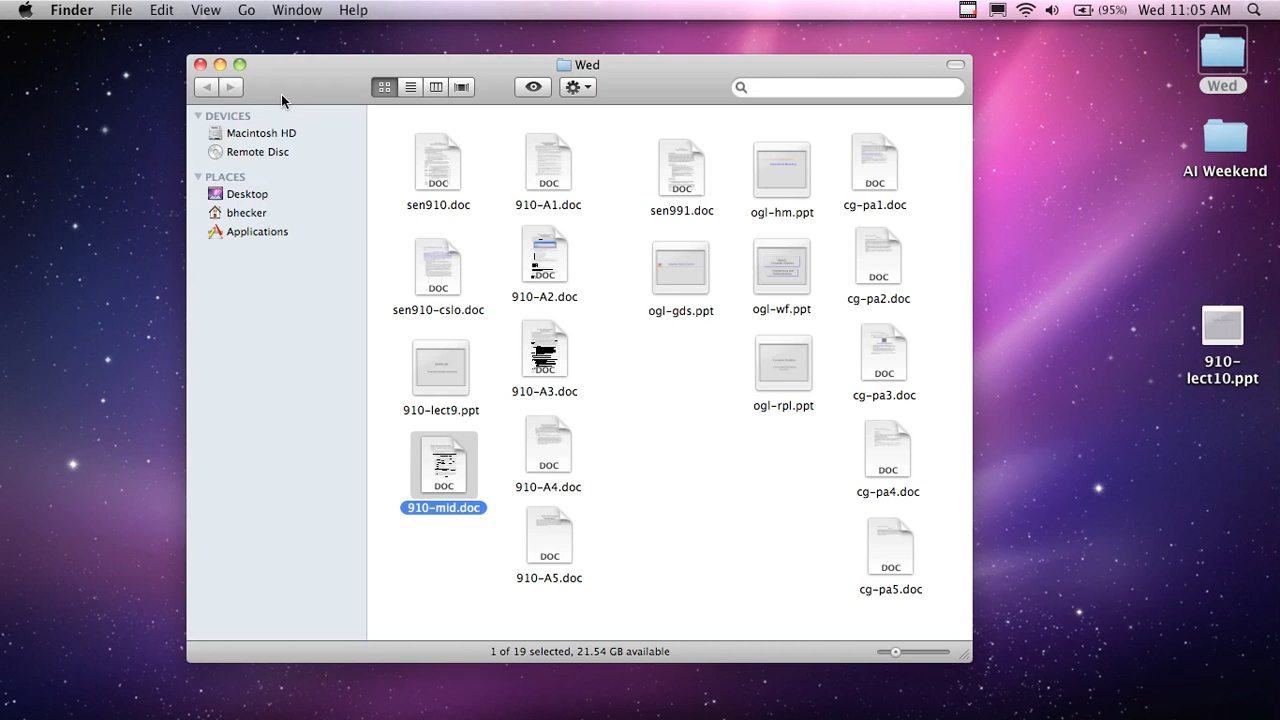 Finder File Edit View Go Window Help (95%) Wed 11:05 AM
Wed
DEVICES
Macintosh HD
Remote Disc
PLACES
Desktop
bhecker
Applications
DOC
sen910.doc
DOC
910-A1.doc
DOC
sen991.doc
ogl-hm.ppt
DOC
cg-pa1.doc
DOC
sen910-cslo.doc
DOC
910-A2.doc
ogl-gds.ppt
ogl-wf.ppt
DOC
cg-pa2.doc
910-lect9.ppt
DOC
910-A3.doc
ogl-rpl.ppt
DOC
cg-pa3.doc
DOC
910-mid.doc
DOC
910-A4.doc
DOC
cg-pa4.doc
DOC
910-A5.doc
DOC
cg-pa5.doc
1 of 19 selected, 21.54 GB available
Wed
AI Weekend
910-
lect10.ppt